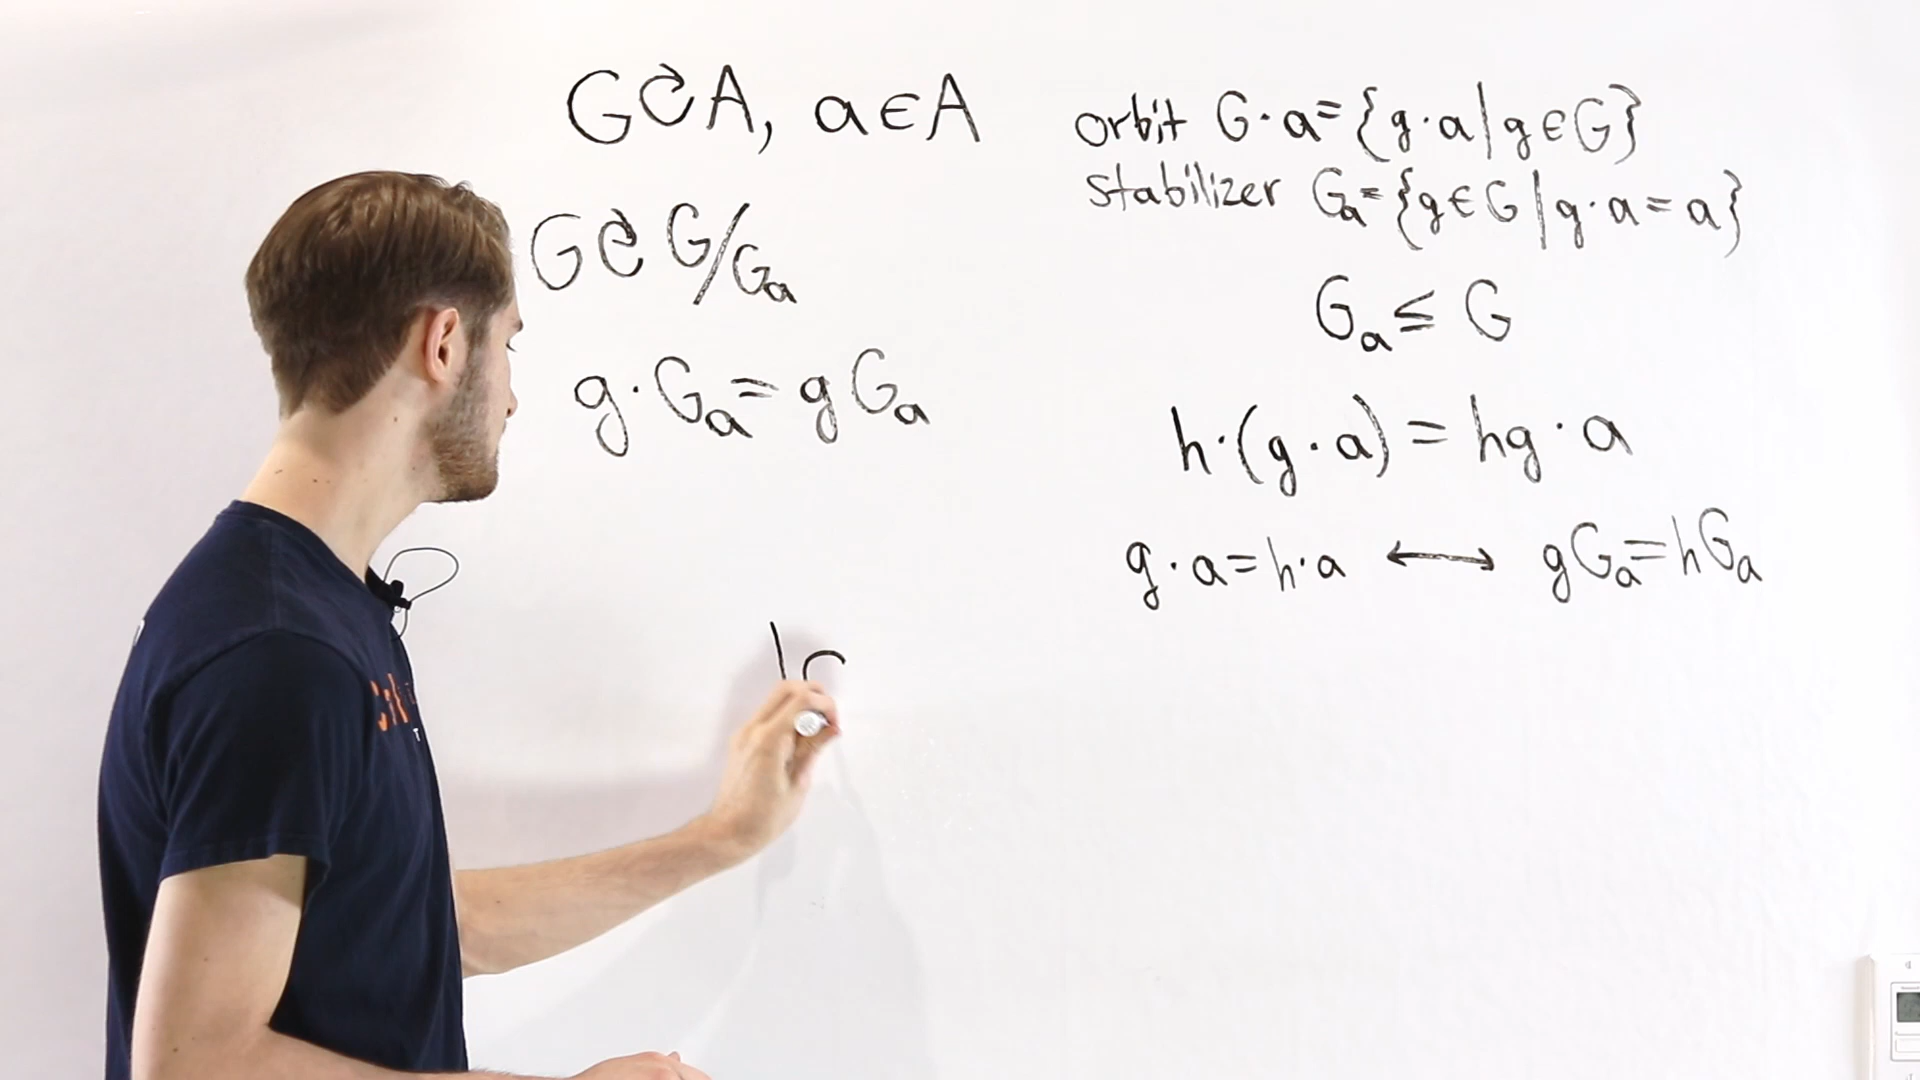 G↻A, a∈A
G↻G/Gₐ
g·Gₐ=gGₐ
orbit G·a={g·a|g∈G}
stabilizer Gₐ={g∈G|g·a=a}
Gₐ≤G
h·(g·a)=hg·a
g·a=h·a ⟷ gGₐ=hGₐ